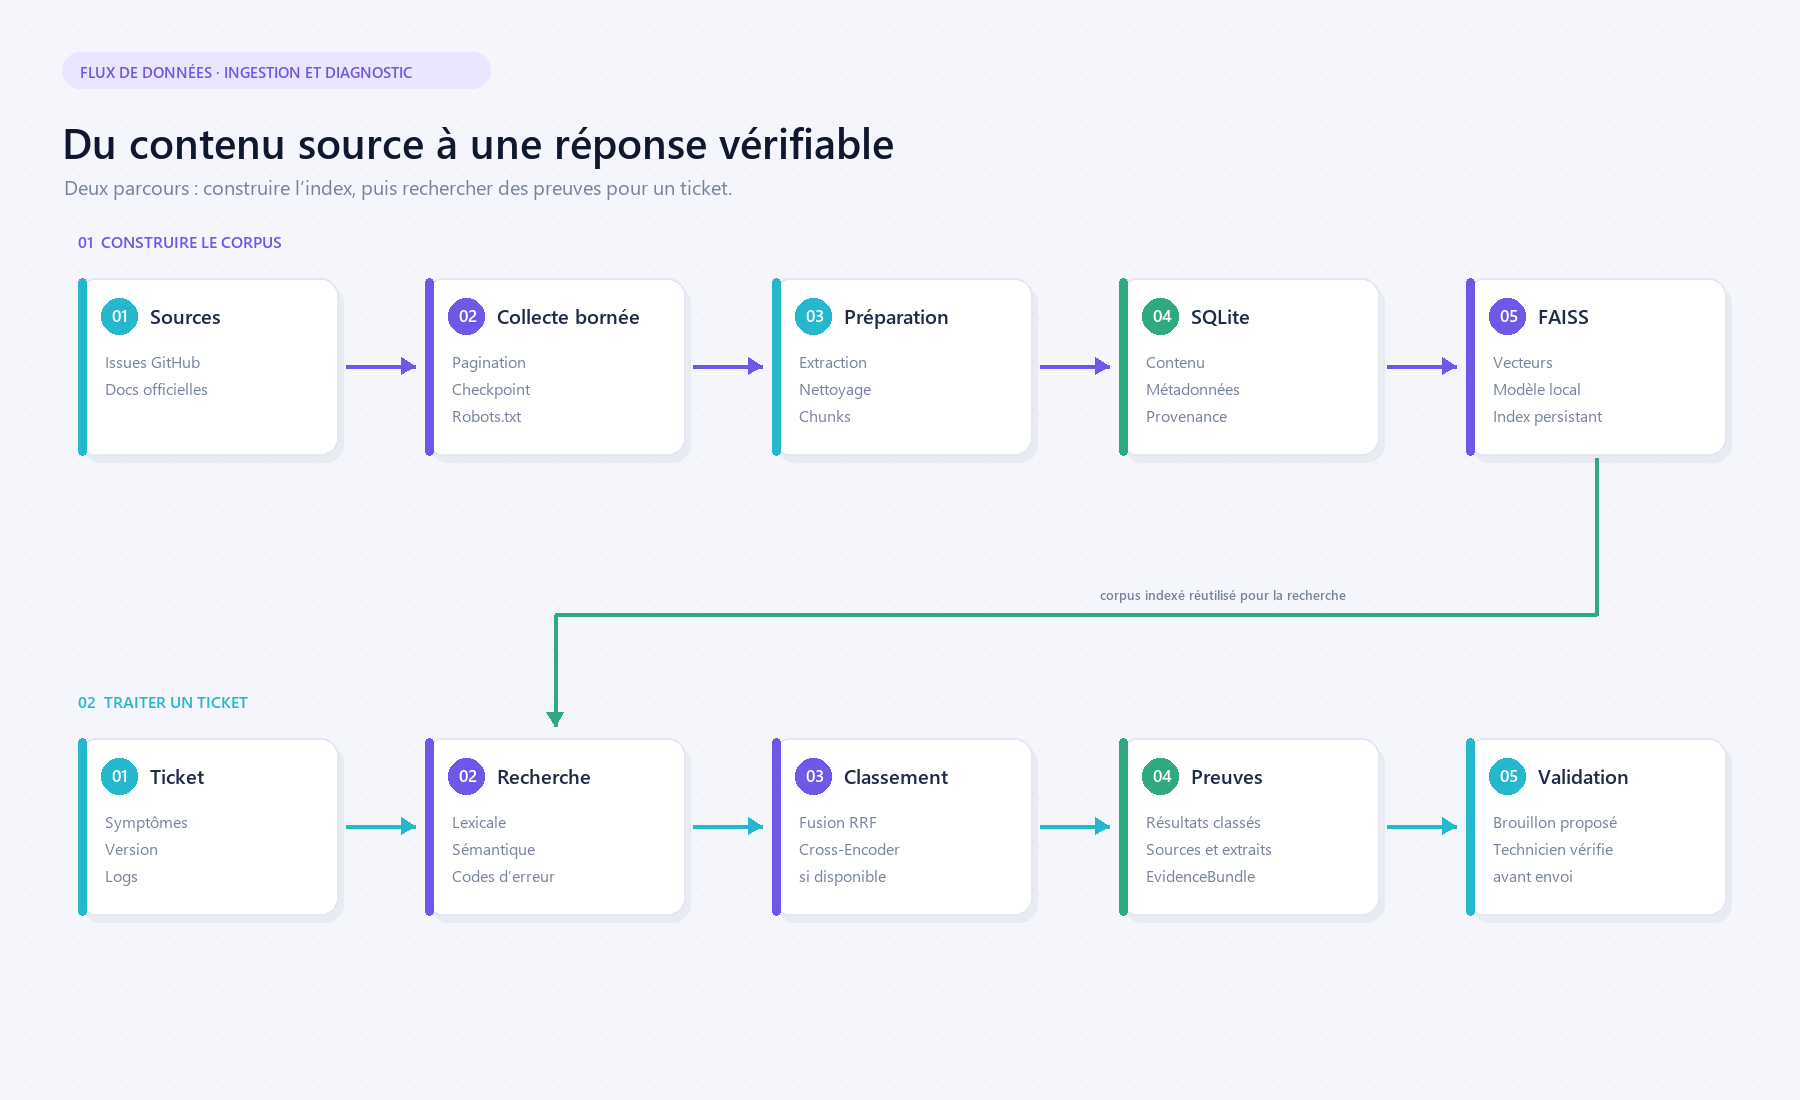 FLUX DE DONNÉES · INGESTION ET DIAGNOSTIC
Du contenu source à une réponse vérifiable
Deux parcours : construire l’index, puis rechercher des preuves pour un ticket.
01 CONSTRUIRE LE CORPUS
01 Sources
Issues GitHub
Docs officielles
02 Collecte bornée
Pagination
Checkpoint
Robots.txt
03 Préparation
Extraction
Nettoyage
Chunks
04 SQLite
Contenu
Métadonnées
Provenance
05 FAISS
Vecteurs
Modèle local
Index persistant
corpus indexé réutilisé pour la recherche
02 TRAITER UN TICKET
01 Ticket
Symptômes
Version
Logs
02 Recherche
Lexicale
Sémantique
Codes d’erreur
03 Classement
Fusion RRF
Cross-Encoder
si disponible
04 Preuves
Résultats classés
Sources et extraits
EvidenceBundle
05 Validation
Brouillon proposé
Technicien vérifie
avant envoi